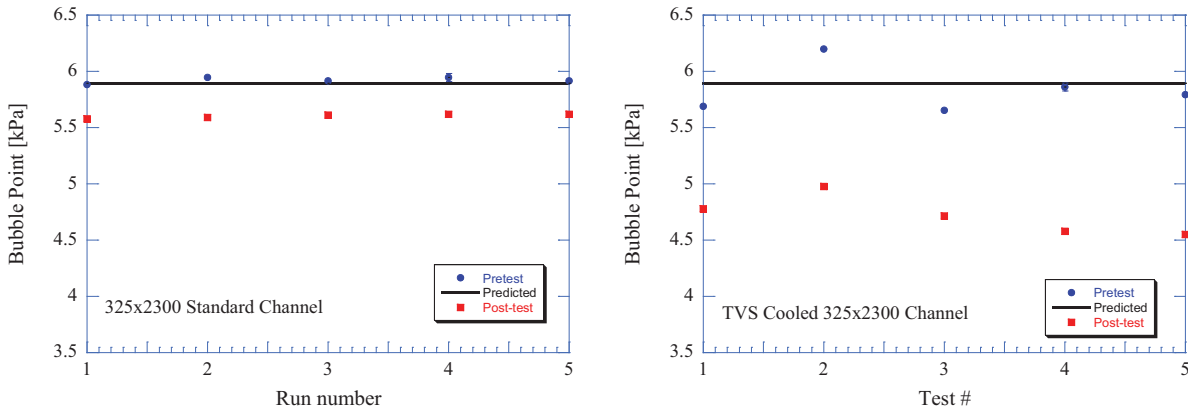 6.5
6
5.5
5
4.5
4
3.5
Bubble Point [kPa]
325x2300 Standard Channel
Pretest
Predicted
Post-test
1 2 3 4 5
Run number
6.5
6
5.5
5
4.5
4
3.5
Bubble Point [kPa]
TVS Cooled 325x2300 Channel
Pretest
Predicted
Post-test
1 2 3 4 5
Test #